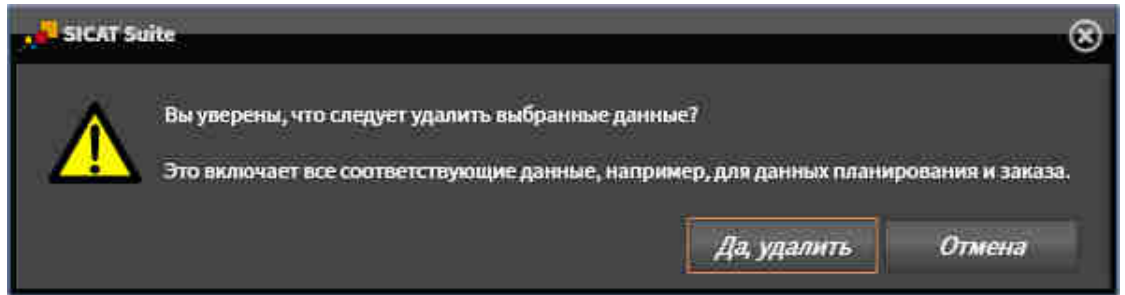 SICAT Suite
Вы уверены, что следует удалить выбранные данные?
Это включает все соответствующие данные, например, для данных планирования и заказа.
Да, удалить
Отмена